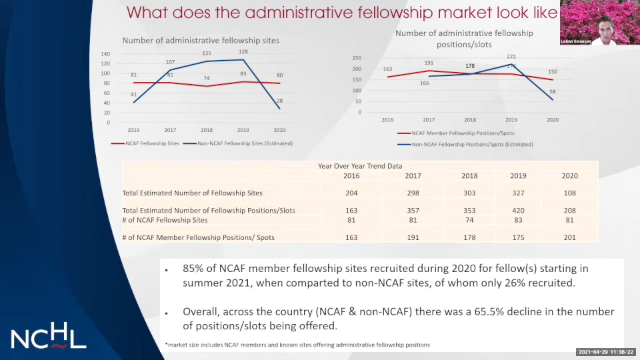 What does the administrative fellowship market look like
LeAnn Swanson
Number of administrative fellowship sites
140
120
100
80
60
40
20
0
81
41
107
81
125
74
128
83
80
28
2016 2017 2018 2019 2020
NCAF Fellowship Sites Non-NCAF Fellowship Sites (Estimated)
Number of administrative fellowship
positions/slots
250
200
150
100
50
0
163
191
166
178
221
150
58
2016 2017 2018 2019 2020
NCAF Member Fellowship Positions/Spots
Non-NCAF Fellowship Positions/Spots (Estimated)
Year Over Year Trend Data
2016 2017 2018 2019 2020
Total Estimated Number of Fellowship Sites 204 298 303 327 108
Total Estimated Number of Fellowship Positions/Slots 163 357 353 420 208
# of NCAF Fellowship Sites 81 81 74 83 81
# of NCAF Member Fellowship Positions/ Spots 163 191 178 175 201
• 85% of NCAF member fellowship sites recruited during 2020 for fellow(s) starting in
summer 2021, when compared to non-NCAF sites, of whom only 26% recruited.
• Overall, across the country (NCAF & non-NCAF) there was a 65.5% decline in the number
of positions/slots being offered.
*market size includes NCAF members and known sites offering administrative fellowship positions
NCHL
2021-04-29 11:36:22